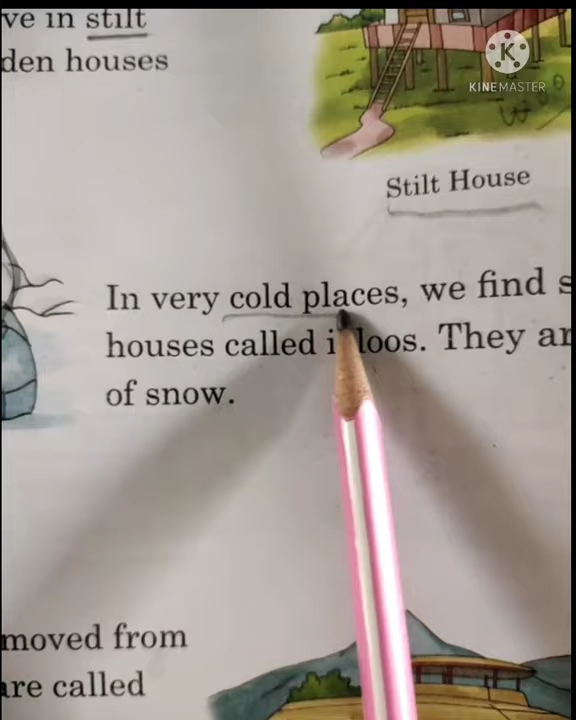 ve in stilt
den houses
KINEMASTER
Stilt House
In very cold places, we find s
houses called i loos. They ar
of snow.
moved from
are called